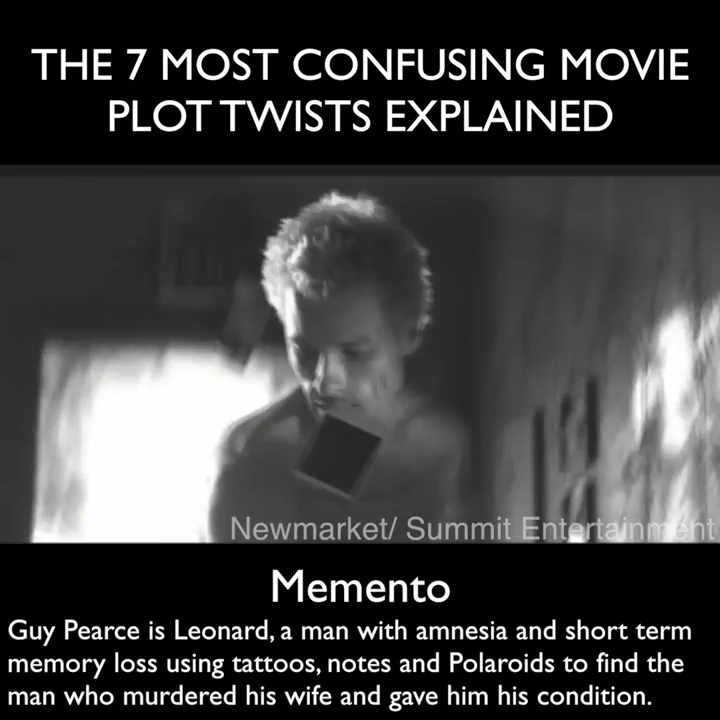 THE 7 MOST CONFUSING MOVIE
PLOT TWISTS EXPLAINED
Newmarket/ Summit Entertainment
Memento
Guy Pearce is Leonard, a man with amnesia and short term
memory loss using tattoos, notes and Polaroids to find the
man who murdered his wife and gave him his condition.